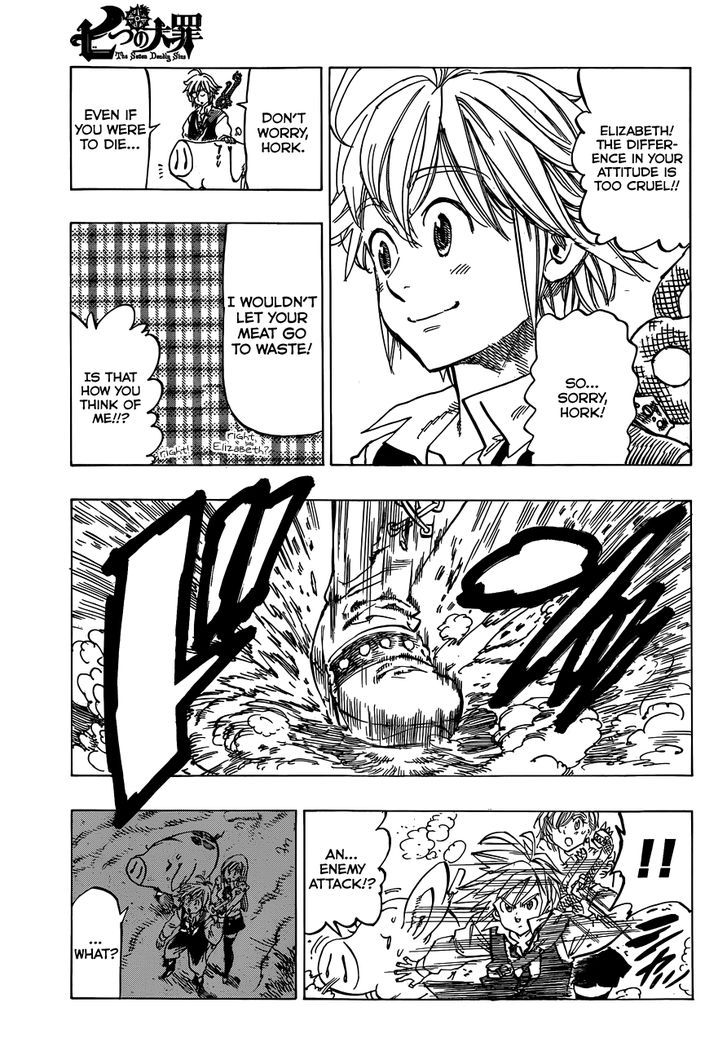 七つの大罪
The Seven Deadly Sins
ELIZABETH!
THE DIFFER-
ENCE IN YOUR
ATTITUDE IS
TOO CRUEL!!
SO...
SORRY,
HORK!
DON'T
WORRY,
HORK.
EVEN IF
YOU WERE
TO DIE...
I WOULDN'T
LET YOUR
MEAT GO
TO WASTE!
right,
Elizabeth?
right!
IS THAT
HOW YOU
THINK OF
ME!!?
!!
AN...
ENEMY
ATTACK!?
...
WHAT?